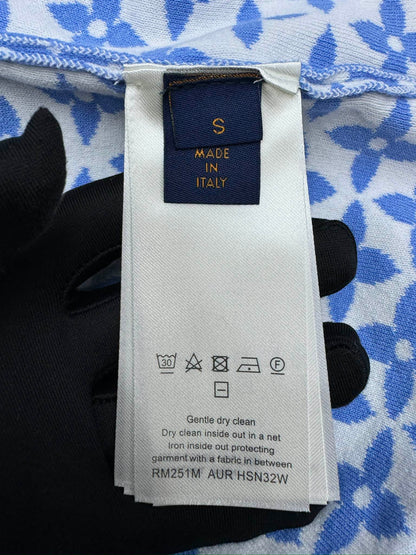 S
MADE
IN
ITALY
30
F
Gentle dry clean
Dry clean inside out in a net
Iron inside out protecting
garment with a fabric in between
RM251M AUR HSN32W